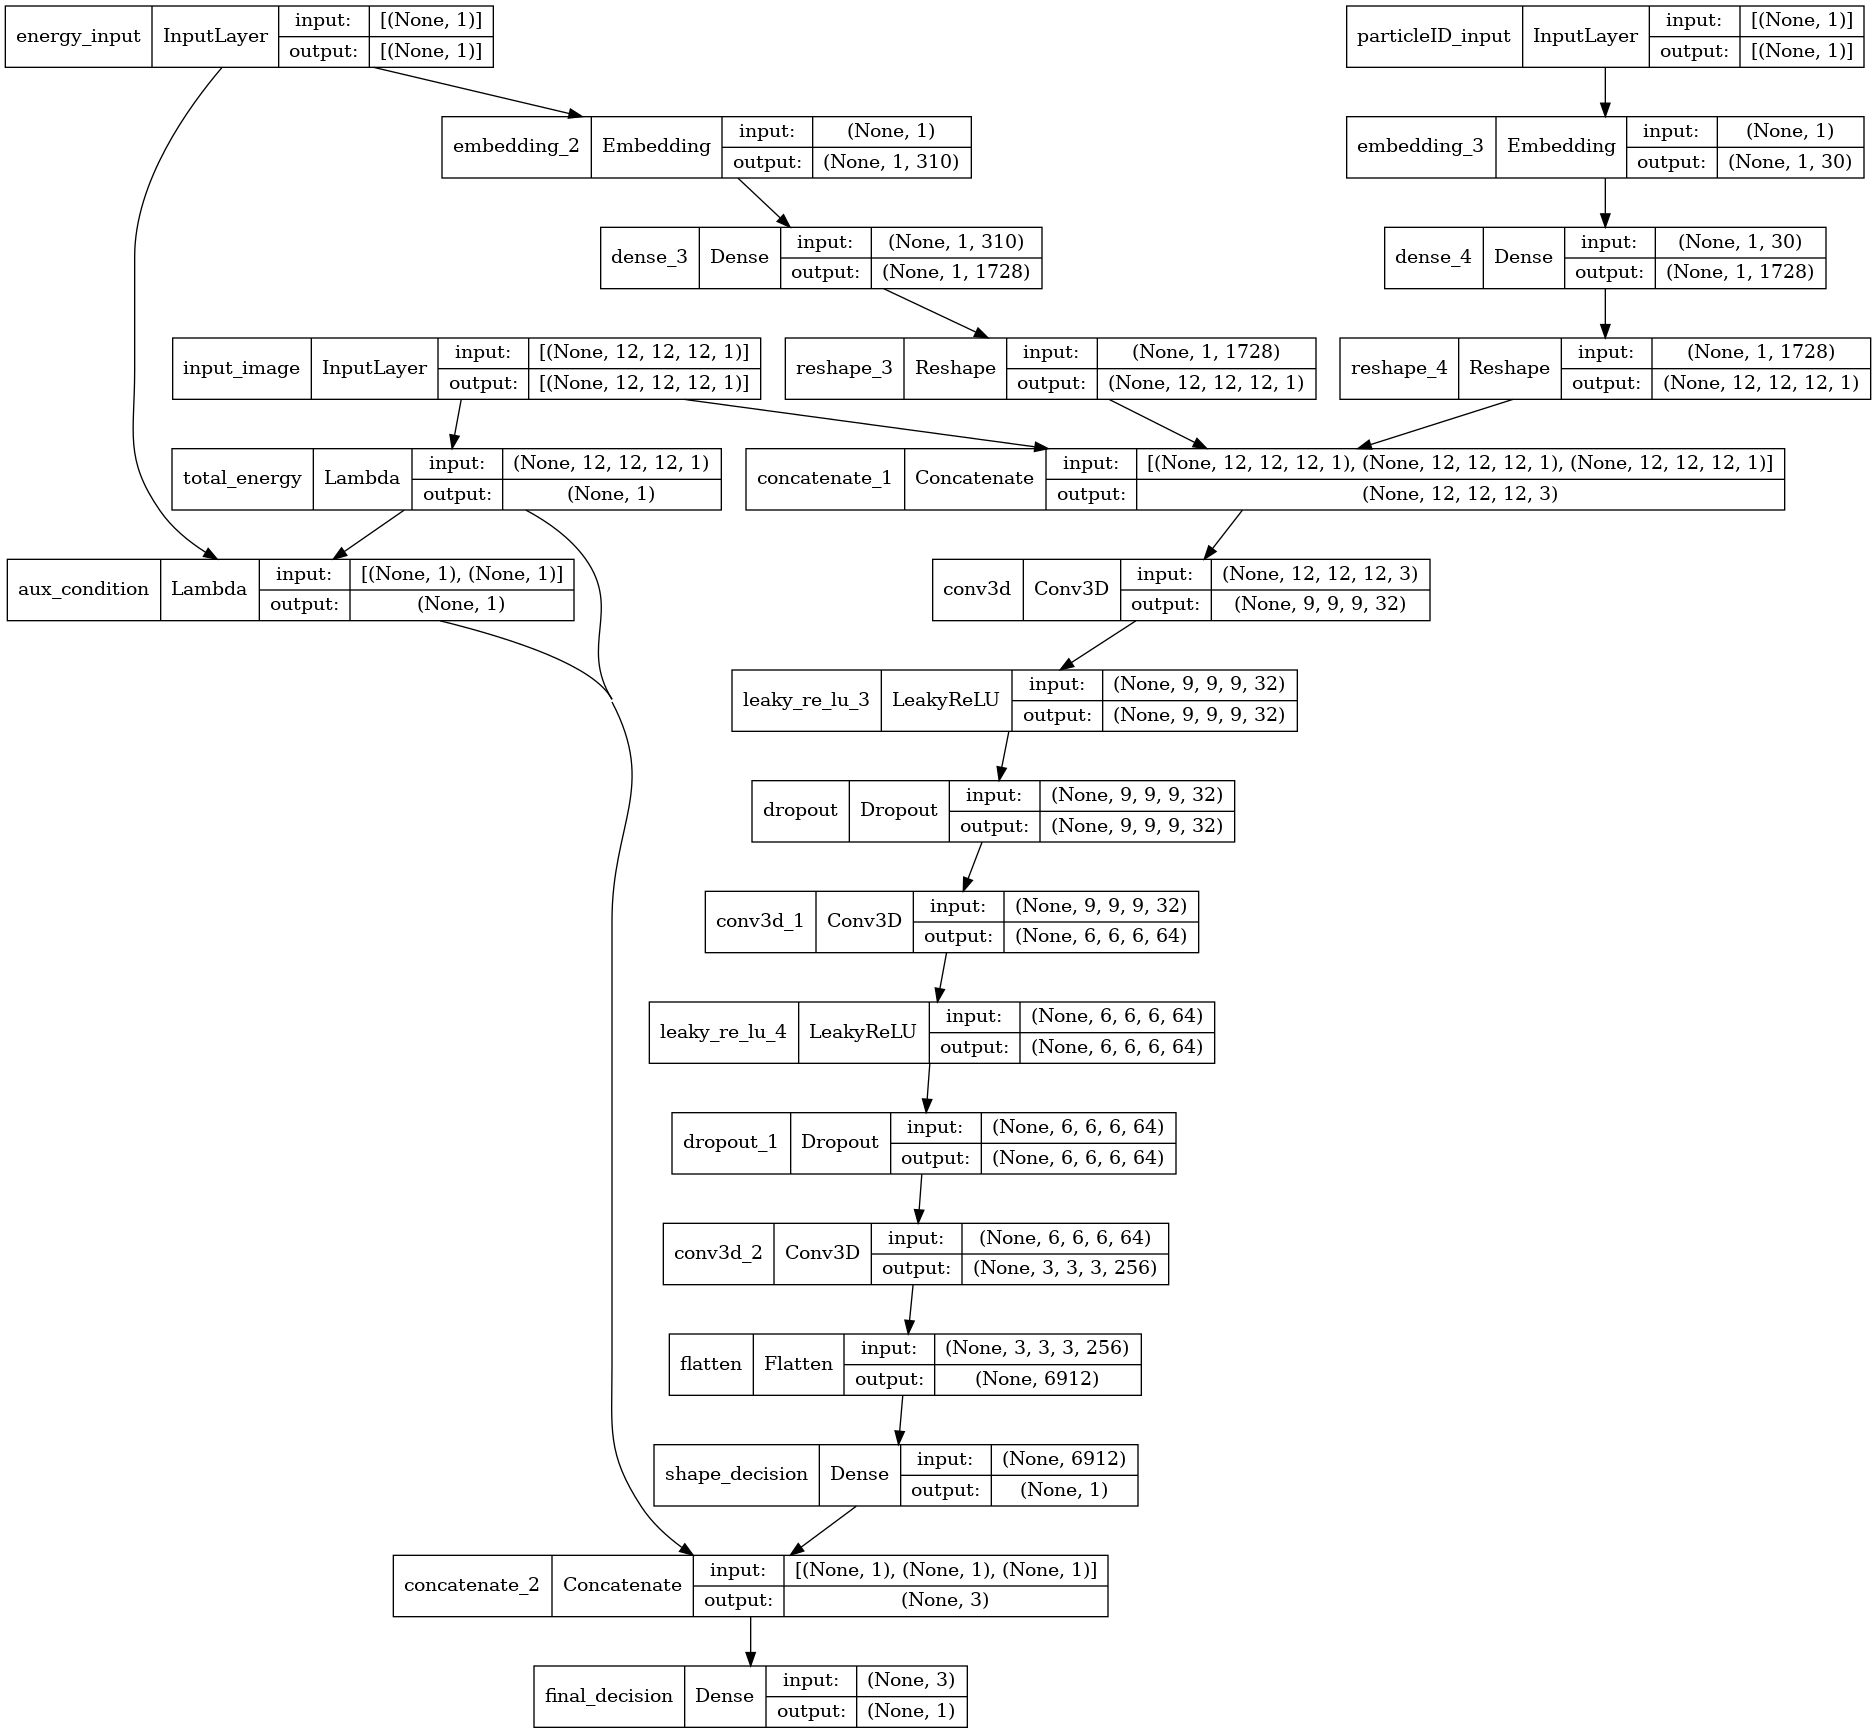 energy_input InputLayer input: [(None, 1)]
output: [(None, 1)]
particleID_input InputLayer input: [(None, 1)]
output: [(None, 1)]
embedding_2 Embedding input: (None, 1)
output: (None, 1, 310)
embedding_3 Embedding input: (None, 1)
output: (None, 1, 30)
dense_3 Dense input: (None, 1, 310)
output: (None, 1, 1728)
dense_4 Dense input: (None, 1, 30)
output: (None, 1, 1728)
input_image InputLayer input: [(None, 12, 12, 12, 1)]
output: [(None, 12, 12, 12, 1)]
reshape_3 Reshape input: (None, 1, 1728)
output: (None, 12, 12, 12, 1)
reshape_4 Reshape input: (None, 1, 1728)
output: (None, 12, 12, 12, 1)
total_energy Lambda input: (None, 12, 12, 12, 1)
output: (None, 1)
concatenate_1 Concatenate input: [(None, 12, 12, 12, 1), (None, 12, 12, 12, 1), (None, 12, 12, 12, 1)]
output: (None, 12, 12, 12, 3)
aux_condition Lambda input: [(None, 1), (None, 1)]
output: (None, 1)
conv3d Conv3D input: (None, 12, 12, 12, 3)
output: (None, 9, 9, 9, 32)
leaky_re_lu_3 LeakyReLU input: (None, 9, 9, 9, 32)
output: (None, 9, 9, 9, 32)
dropout Dropout input: (None, 9, 9, 9, 32)
output: (None, 9, 9, 9, 32)
conv3d_1 Conv3D input: (None, 9, 9, 9, 32)
output: (None, 6, 6, 6, 64)
leaky_re_lu_4 LeakyReLU input: (None, 6, 6, 6, 64)
output: (None, 6, 6, 6, 64)
dropout_1 Dropout input: (None, 6, 6, 6, 64)
output: (None, 6, 6, 6, 64)
conv3d_2 Conv3D input: (None, 6, 6, 6, 64)
output: (None, 3, 3, 3, 256)
flatten Flatten input: (None, 3, 3, 3, 256)
output: (None, 6912)
shape_decision Dense input: (None, 6912)
output: (None, 1)
concatenate_2 Concatenate input: [(None, 1), (None, 1), (None, 1)]
output: (None, 3)
final_decision Dense input: (None, 3)
output: (None, 1)